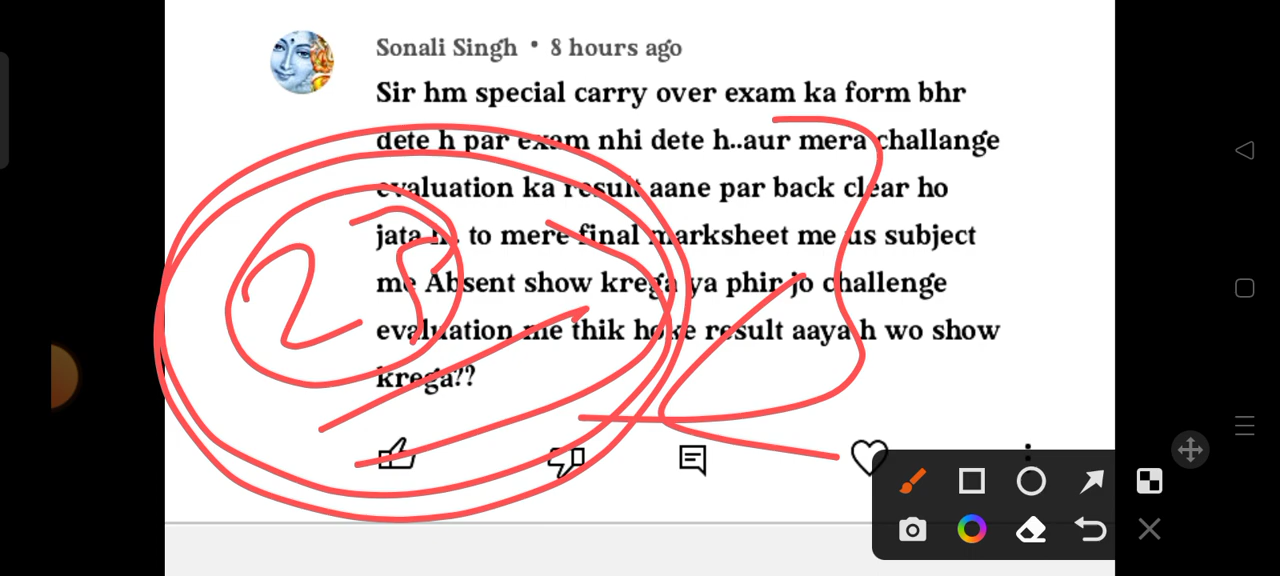 Sonali Singh • 8 hours ago
Sir hm special carry over exam ka form bhr
dete h par exam nhi dete h..aur mera challange
evaluation ka result aane par back clear ho
jata h. to mere final marksheet me us subject
me Absent show krega ya phir jo challenge
evaluation me thik hoke result aaya h wo show
krega??
25